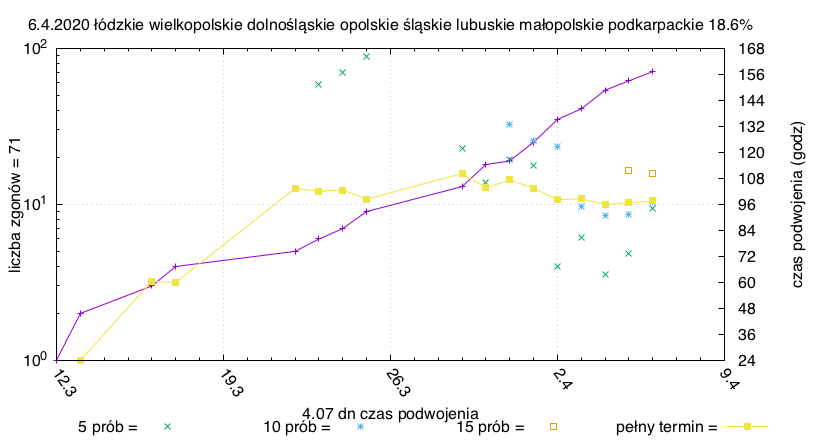 6.4.2020 łódzkie wielkopolskie dolnośląskie opolskie śląskie lubuskie małopolskie podkarpackie 18.6%
liczba zgonów = 71
10²
10¹
10⁰
168
156
144
132
120
108
96
84
72
60
48
36
24
czas podwojenia (godz)
12.3 19.3 26.3 2.4 9.4
4.07 dn czas podwojenia
5 prób = 10 prób = 15 prób = pełny termin =